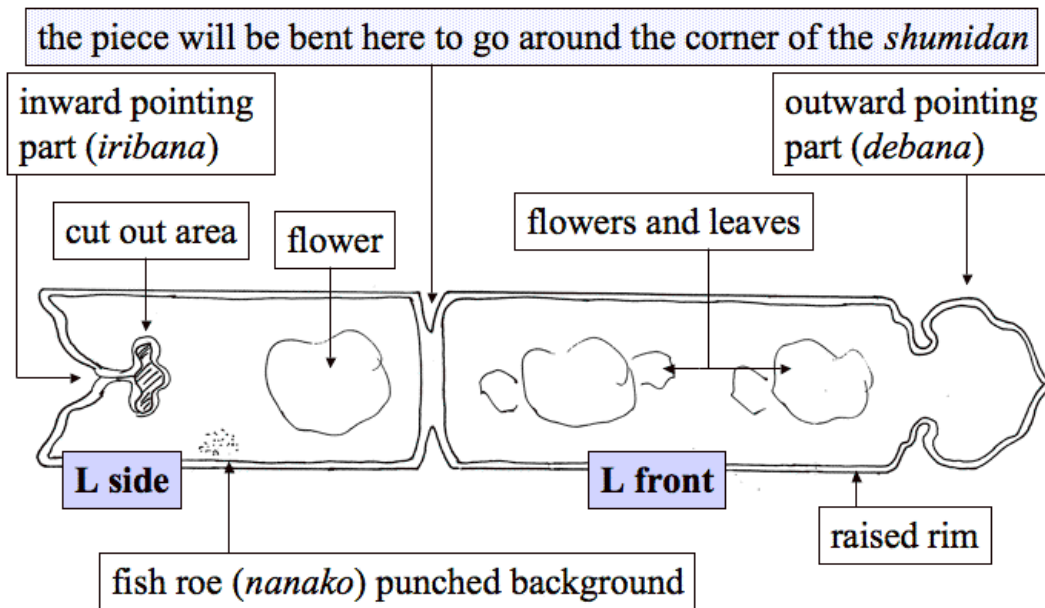 the piece will be bent here to go around the corner of the shumidan
inward pointing
part (iribana)
outward pointing
part (debana)
cut out area
flower
flowers and leaves
L side
L front
raised rim
fish roe (nanako) punched background